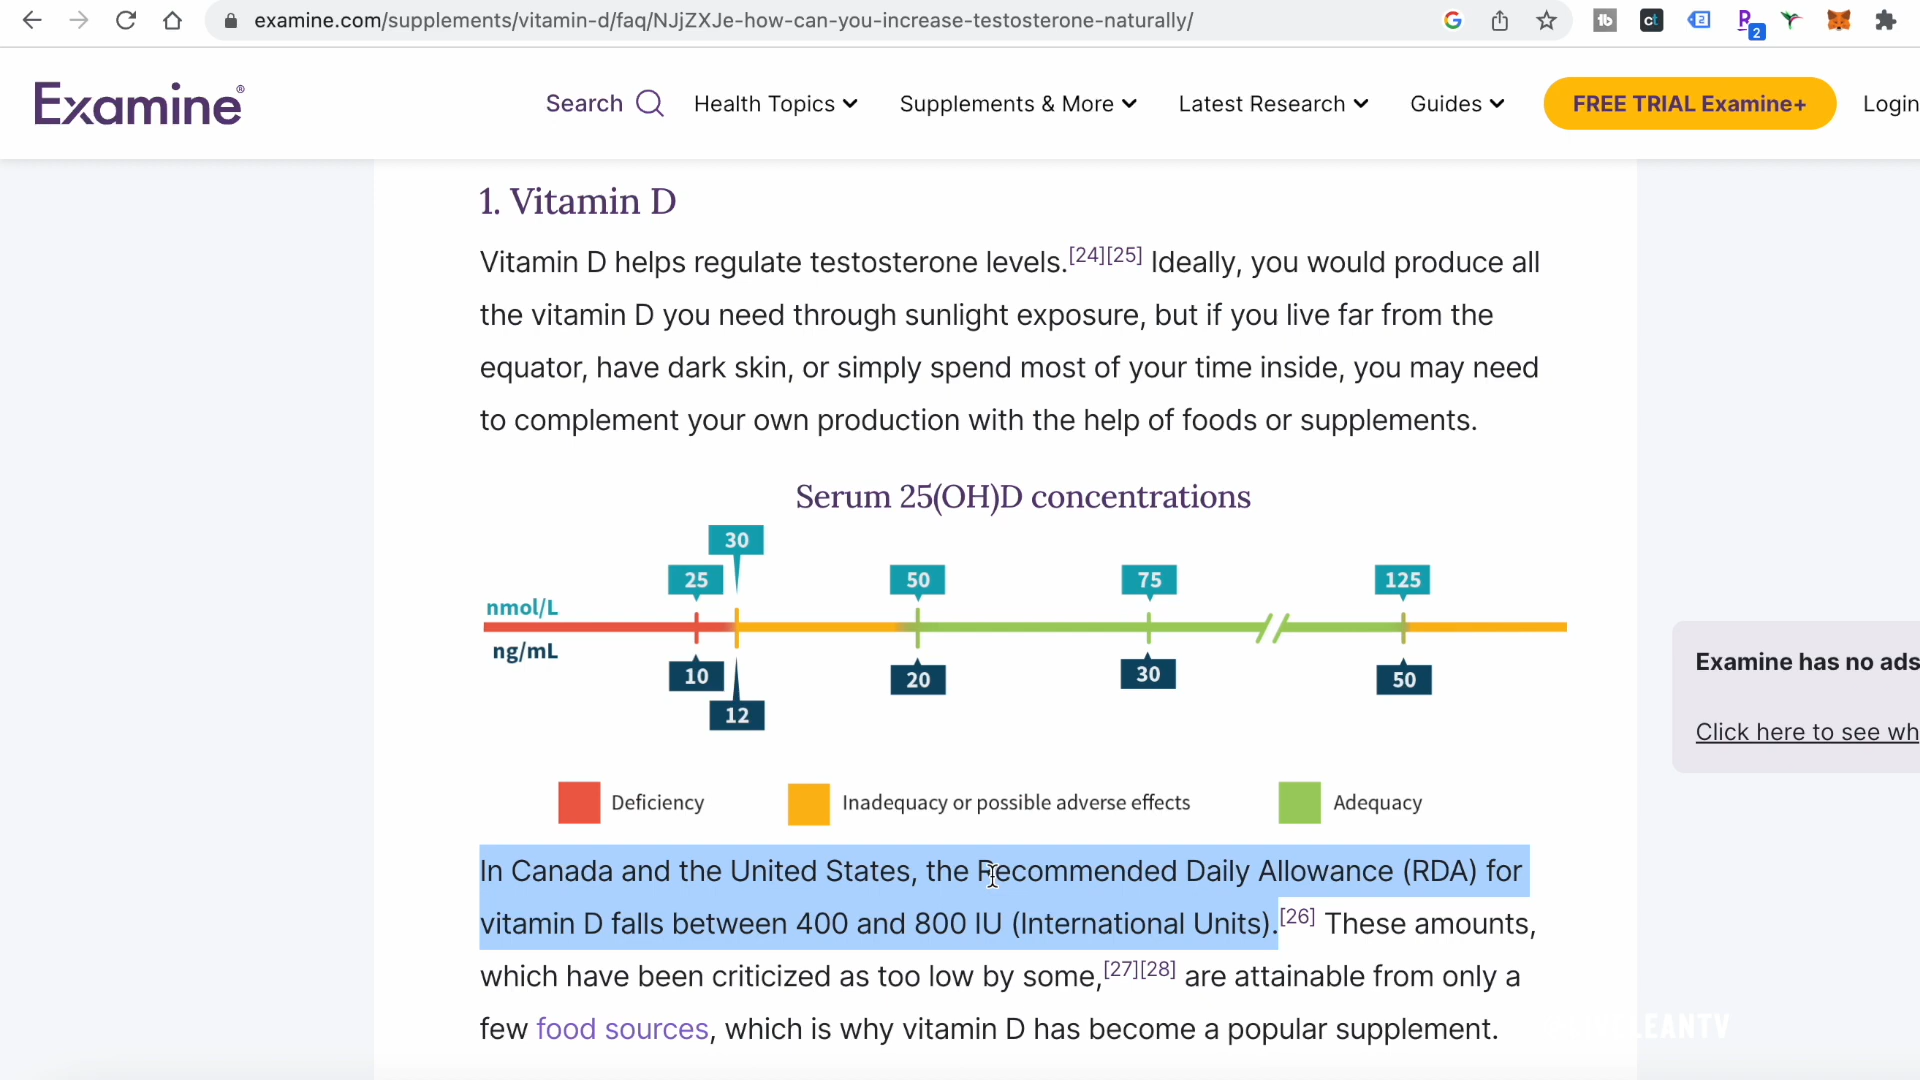 examine.com/supplements/vitamin-d/faq/NJjZXJe-how-can-you-increase-testosterone-naturally/
Examine®
Search
Health Topics
Supplements & More
Latest Research
Guides
FREE TRIAL Examine+
Login
1. Vitamin D
Vitamin D helps regulate testosterone levels.[24][25] Ideally, you would produce all
the vitamin D you need through sunlight exposure, but if you live far from the
equator, have dark skin, or simply spend most of your time inside, you may need
to complement your own production with the help of foods or supplements.
Serum 25(OH)D concentrations
30
25
50
75
125
nmol/L
ng/mL
10
20
30
50
12
Deficiency
Inadequacy or possible adverse effects
Adequacy
Examine has no ads
Click here to see wh
In Canada and the United States, the Recommended Daily Allowance (RDA) for
vitamin D falls between 400 and 800 IU (International Units).[26] These amounts,
which have been criticized as too low by some,[27][28] are attainable from only a
few food sources, which is why vitamin D has become a popular supplement.